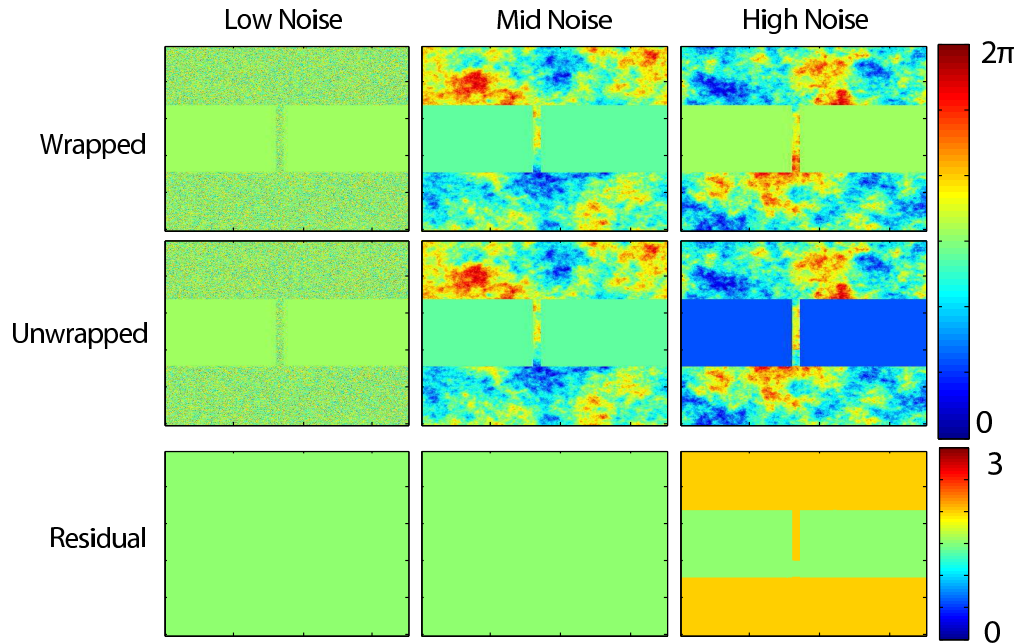 Low Noise Mid Noise High Noise
2π
Wrapped
Unwrapped
0
3
Residual
0